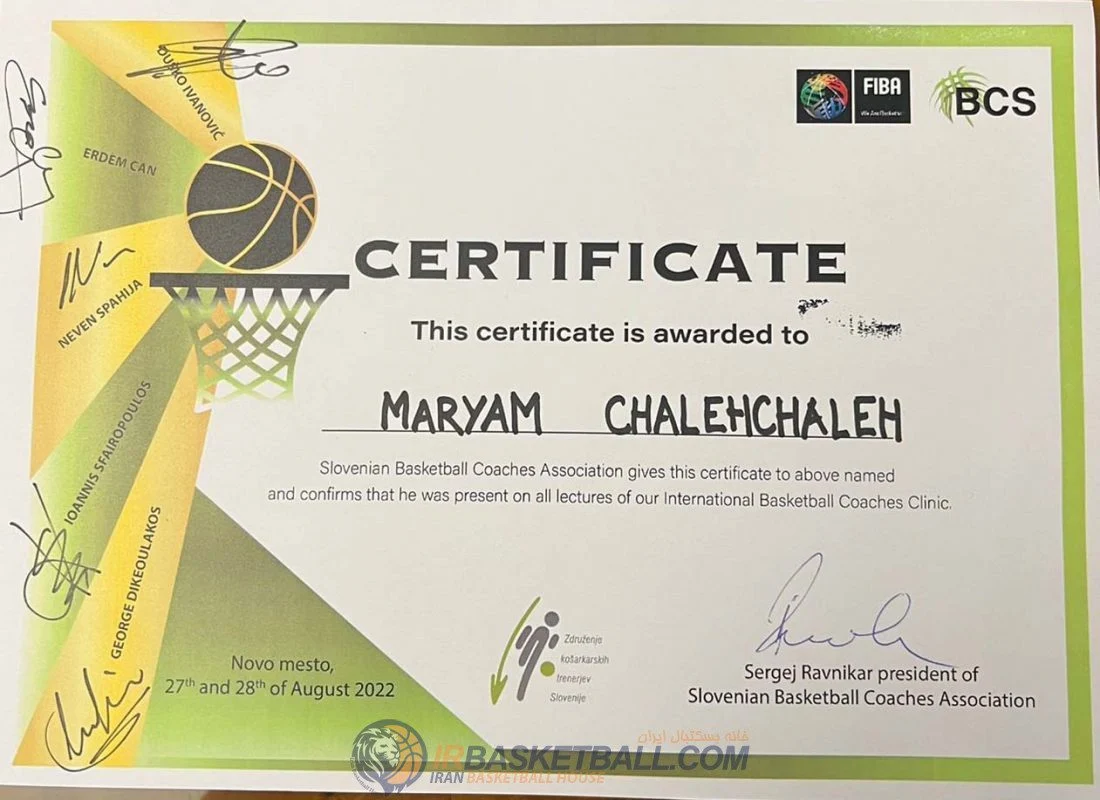 DUŠKO IVANOVIĆ
ERDEM CAN
NEVEN SPAHIJA
IOANNIS SFAIROPOULOS
GEORGE DIKEOULAKOS
FIBA
We Are Basketball
BCS
CERTIFICATE
This certificate is awarded to
MARYAM CHALEHCHALEH
Slovenian Basketball Coaches Association gives this certificate to above named
and confirms that he was present on all lectures of our International Basketball Coaches Clinic.
Novo mesto,
27th and 28th of August 2022
Združenje
košarkarskih
trenerjev
Slovenije
Sergej Ravnikar president of
Slovenian Basketball Coaches Association
خانه بسکتبال ایران
IRBASKETBALL.COM
IRAN BASKETBALL HOUSE